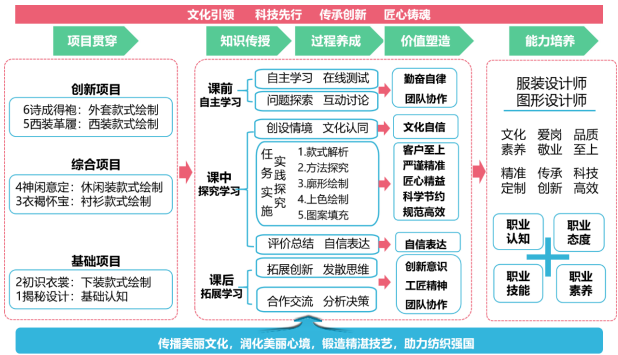 文化引领 科技先行 传承创新 匠心铸魂
项目贯穿 知识传授 过程养成 价值塑造 能力培养
创新项目
6诗成得袍：外套款式绘制
5西装革履：西装款式绘制
综合项目
4神闲意定：休闲装款式绘制
3衣褐怀宝：衬衫款式绘制
基础项目
2初识衣裳：下装款式绘制
1揭秘设计：基础认知
课前
自主学习
自主学习 在线测试
问题探索 互动讨论
勤奋自律
团队协作
课中
探究学习
创设情境 文化认同
文化自信
任务实施
实践探究
1.款式解析
2.方法探究
3.廓形绘制
4.上色绘制
5.图案填充
客户至上
严谨精准
匠心精益
科学节约
规范高效
评价总结 自信表达
自信表达
课后
拓展学习
拓展创新 发散思维
合作交流 分析决策
创新意识
工匠精神
团队协作
服装设计师
图形设计师
文化 爱岗 品质
素养 敬业 至上
精准 传承 科技
定制 创新 高效
职业
认知
职业
态度
职业
技能
职业
素养
传播美丽文化，润化美丽心境，锻造精湛技艺，助力纺织强国